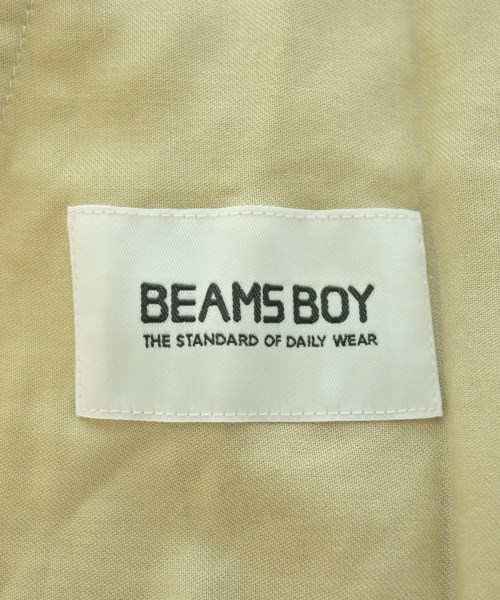 BEAMS BOY
THE STANDARD OF DAILY WEAR